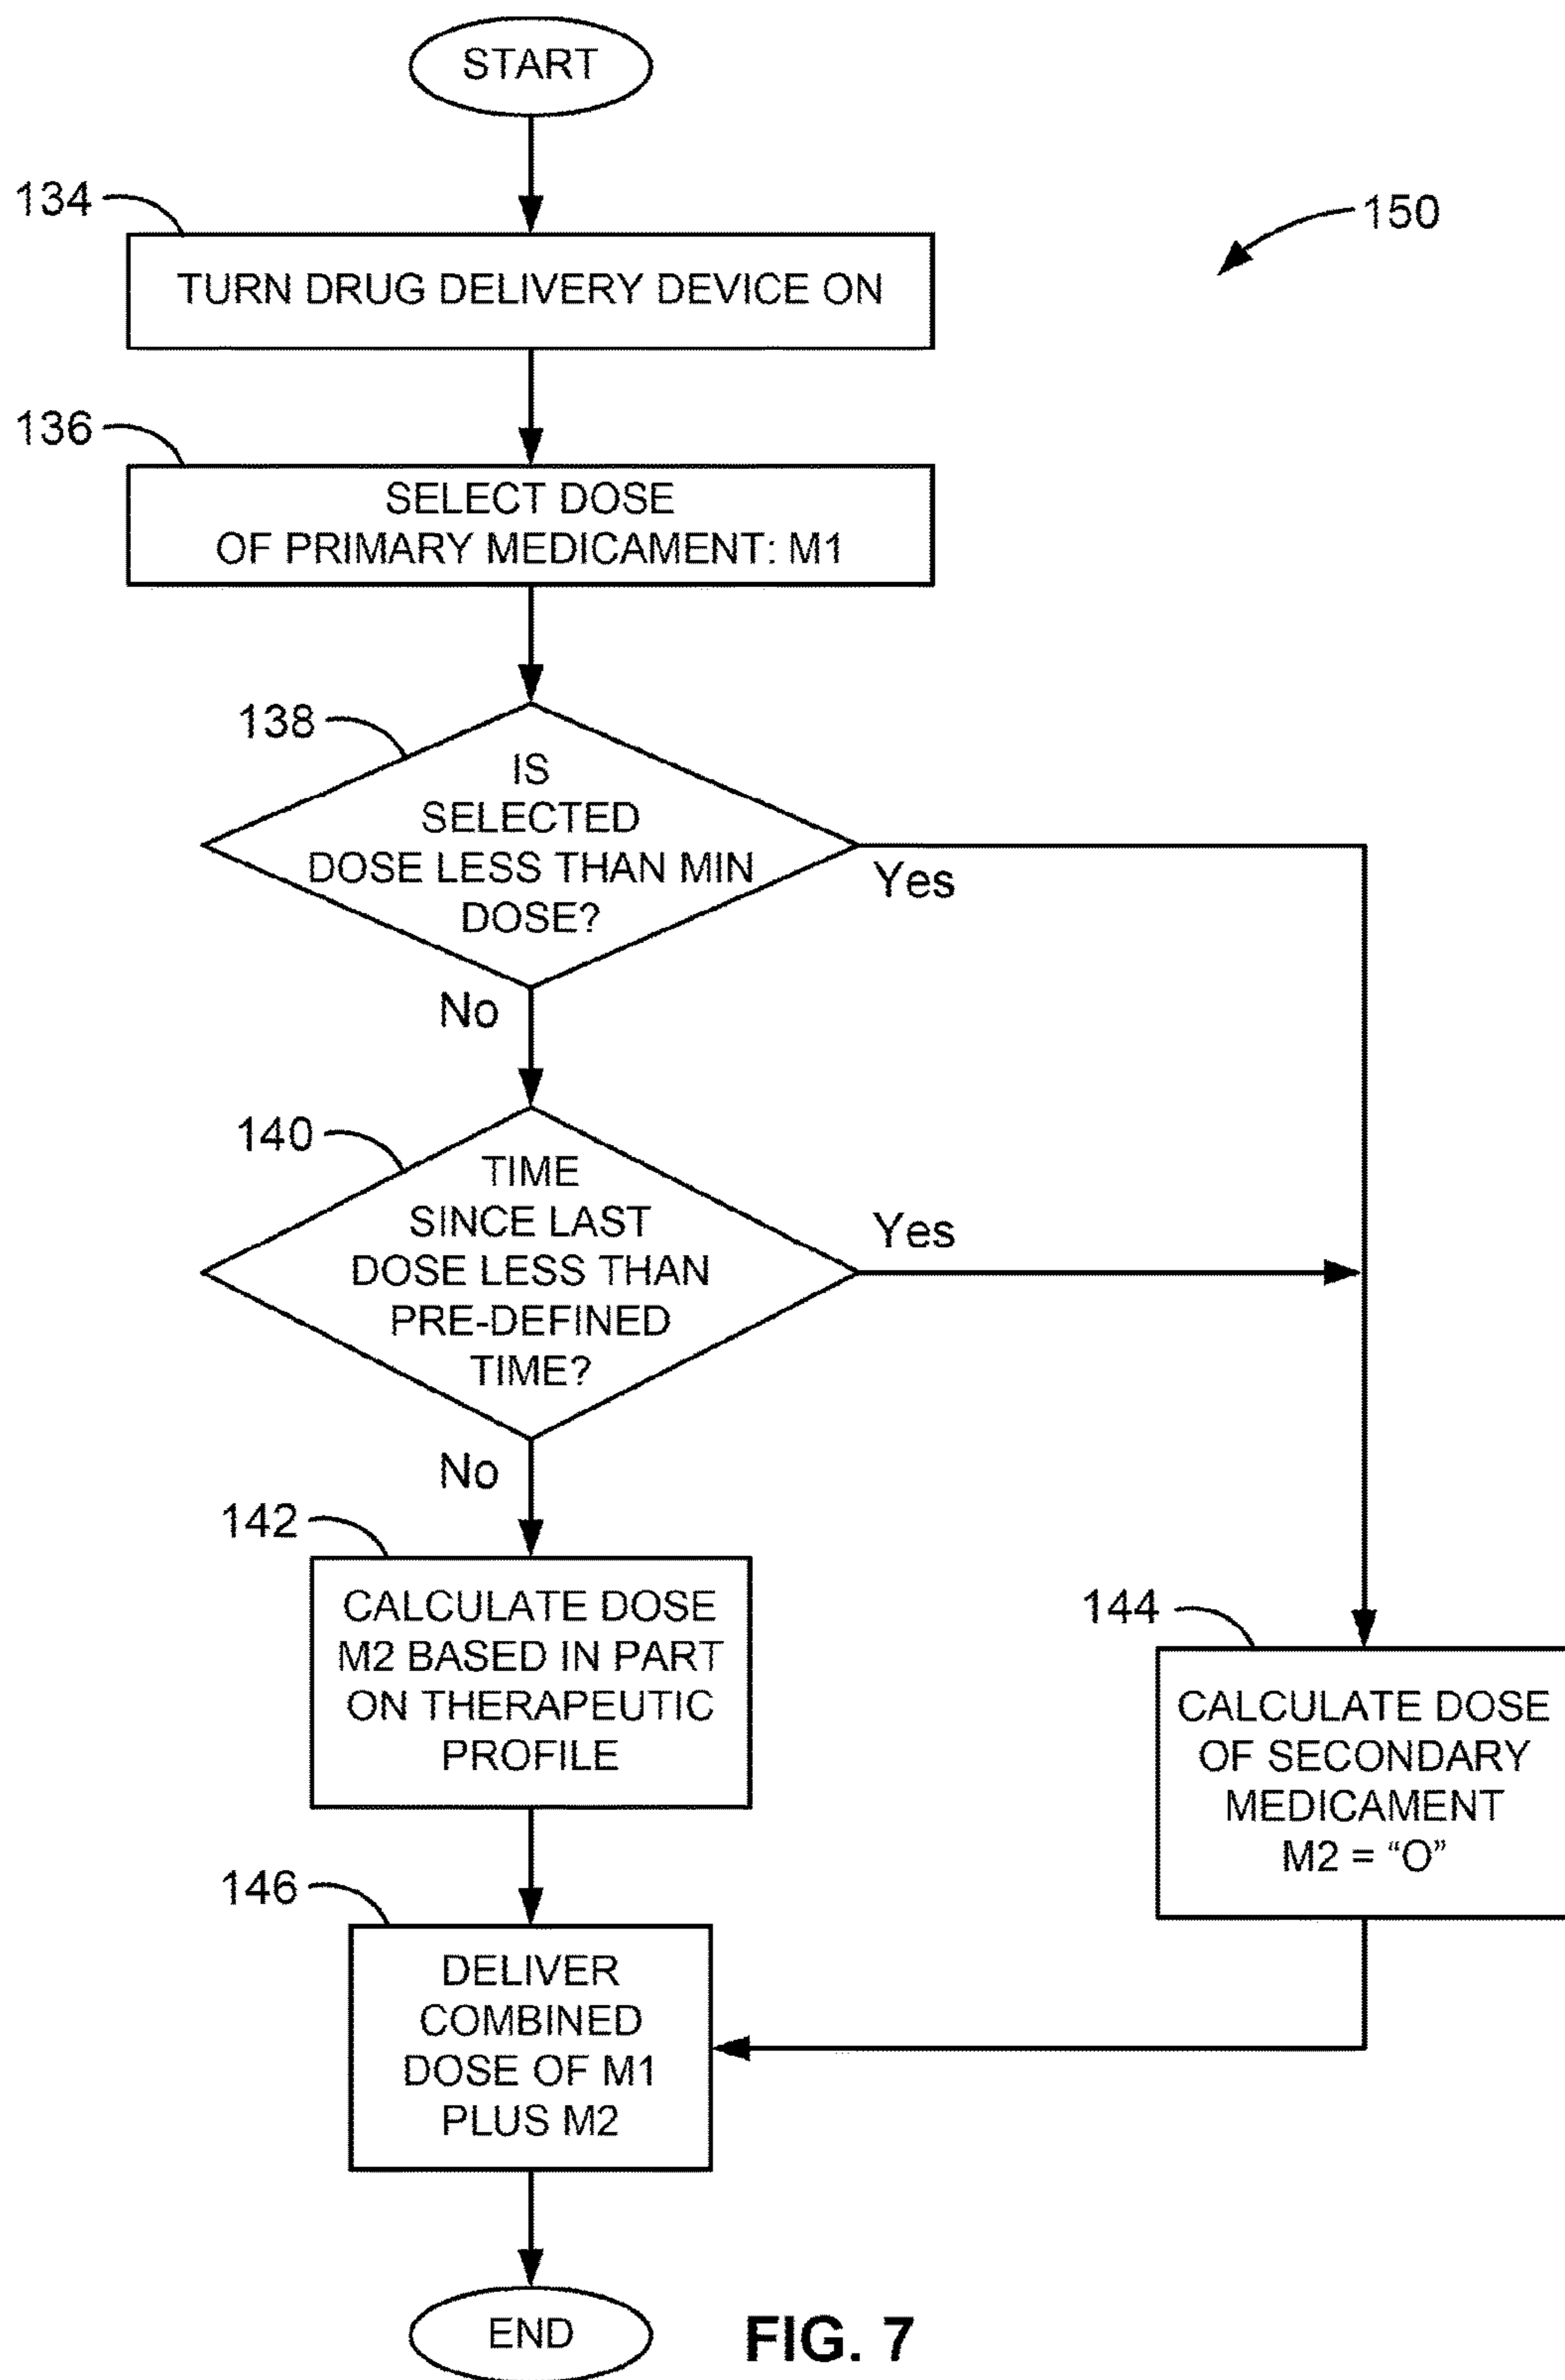 START
134
150
TURN DRUG DELIVERY DEVICE ON
136
SELECT DOSE
OF PRIMARY MEDICAMENT: M1
138
IS
SELECTED
DOSE LESS THAN MIN
DOSE?
Yes
No
140
TIME
SINCE LAST
DOSE LESS THAN
PRE-DEFINED
TIME?
Yes
No
142
CALCULATE DOSE
M2 BASED IN PART
ON THERAPEUTIC
PROFILE
144
CALCULATE DOSE
OF SECONDARY
MEDICAMENT
M2 = “O”
146
DELIVER
COMBINED
DOSE OF M1
PLUS M2
END
FIG. 7